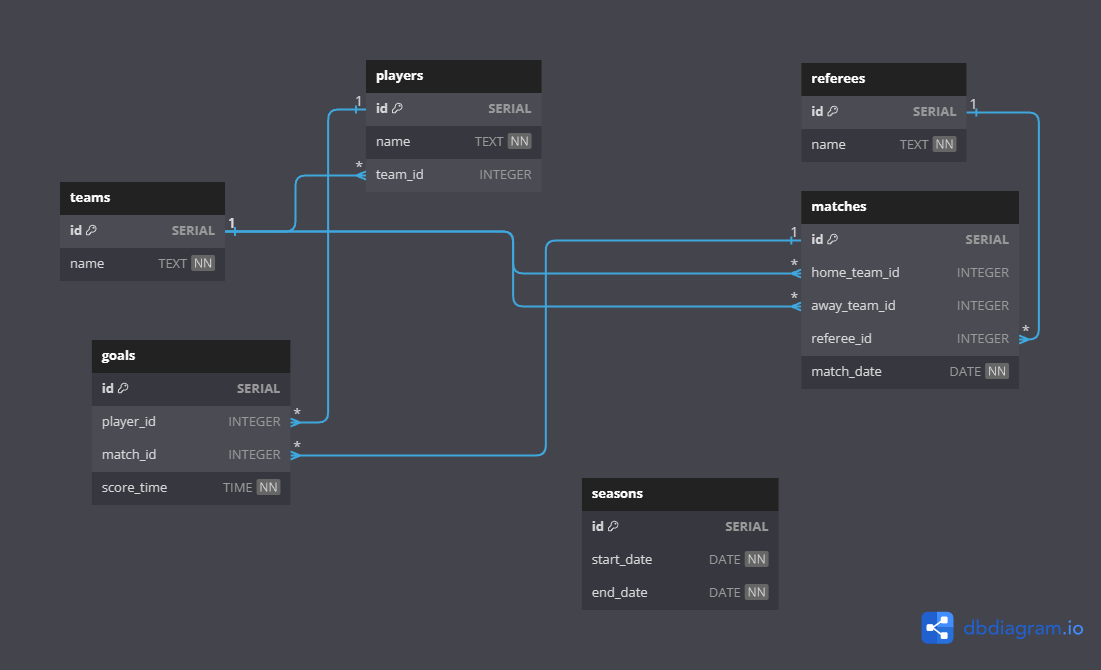 players
1
id SERIAL
name TEXT NN
*
team_id INTEGER
referees
id SERIAL
1
name TEXT NN
teams
id SERIAL
1
name TEXT NN
matches
1
id SERIAL
*
home_team_id INTEGER
*
away_team_id INTEGER
referee_id INTEGER
*
match_date DATE NN
goals
id SERIAL
player_id INTEGER
*
match_id INTEGER
*
score_time TIME NN
seasons
id SERIAL
start_date DATE NN
end_date DATE NN
dbdiagram.io